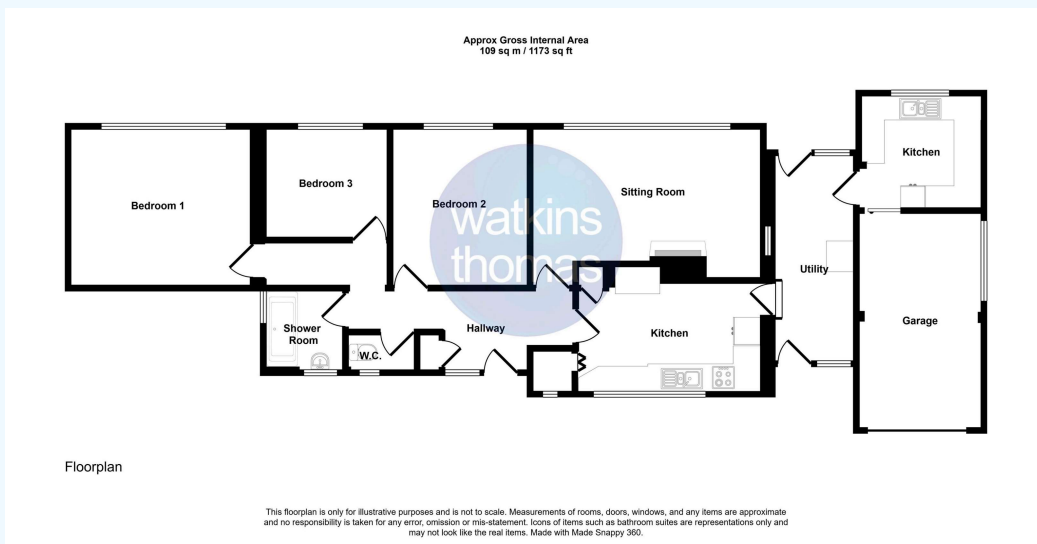 Approx Gross Internal Area
109 sq m / 1173 sq ft
Kitchen
Bedroom 3
Sitting Room
Bedroom 1
Bedroom 2
watkins
thomas
Utility
Shower
Room
Hallway
Kitchen
Garage
W.C.
Floorplan
This floorplan is only for illustrative purposes and is not to scale. Measurements of rooms, doors, windows, and any items are approximate
and no responsibility is taken for any error, omission or mis-statement. Icons of items such as bathroom suites are representations only and
may not look like the real items. Made with Made Snappy 360.